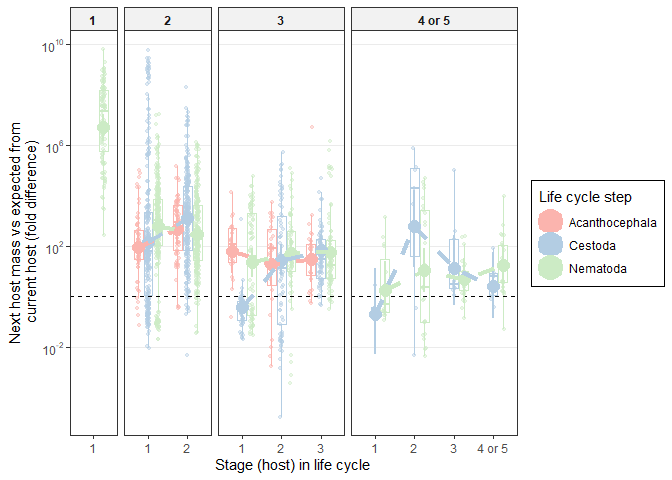 1 2 3 4 or 5
Next host mass vs expected from
current host (fold difference)
10^10
10^6
10^2
10^-2
1 1 2 1 2 3 1 2 3 4 or 5
Stage (host) in life cycle
Life cycle step
Acanthocephala
Cestoda
Nematoda